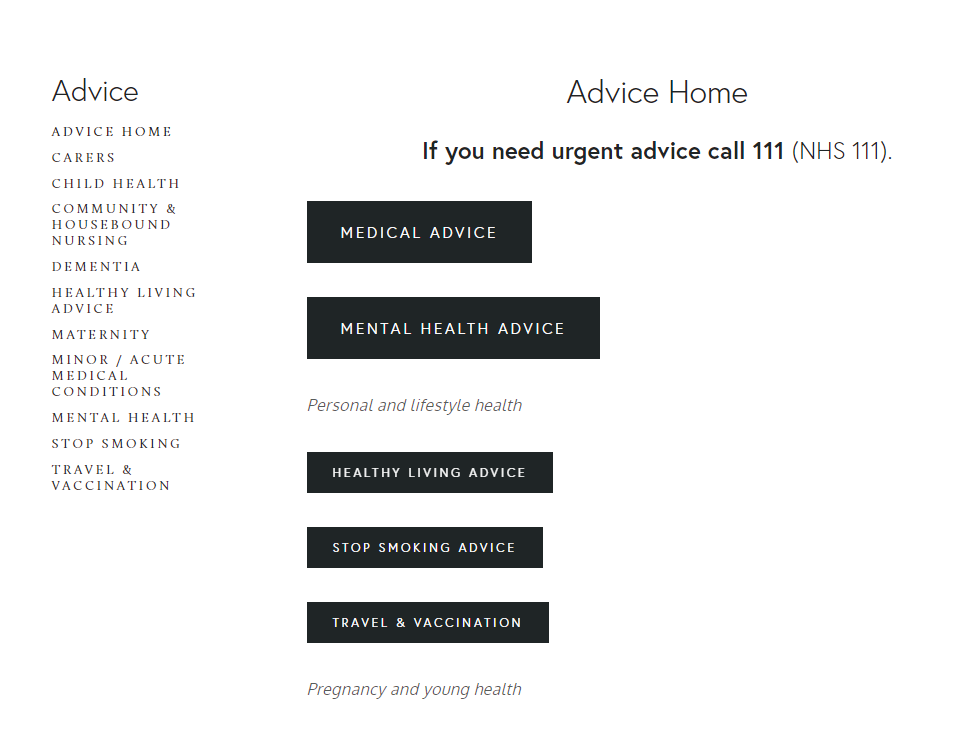 Advice
ADVICE HOME
CARERS
CHILD HEALTH
COMMUNITY &
HOUSEBOUND
NURSING
DEMENTIA
HEALTHY LIVING
ADVICE
MATERNITY
MINOR / ACUTE
MEDICAL
CONDITIONS
MENTAL HEALTH
STOP SMOKING
TRAVEL &
VACCINATION
Advice Home
If you need urgent advice call 111 (NHS 111).
MEDICAL ADVICE
MENTAL HEALTH ADVICE
Personal and lifestyle health
HEALTHY LIVING ADVICE
STOP SMOKING ADVICE
TRAVEL & VACCINATION
Pregnancy and young health